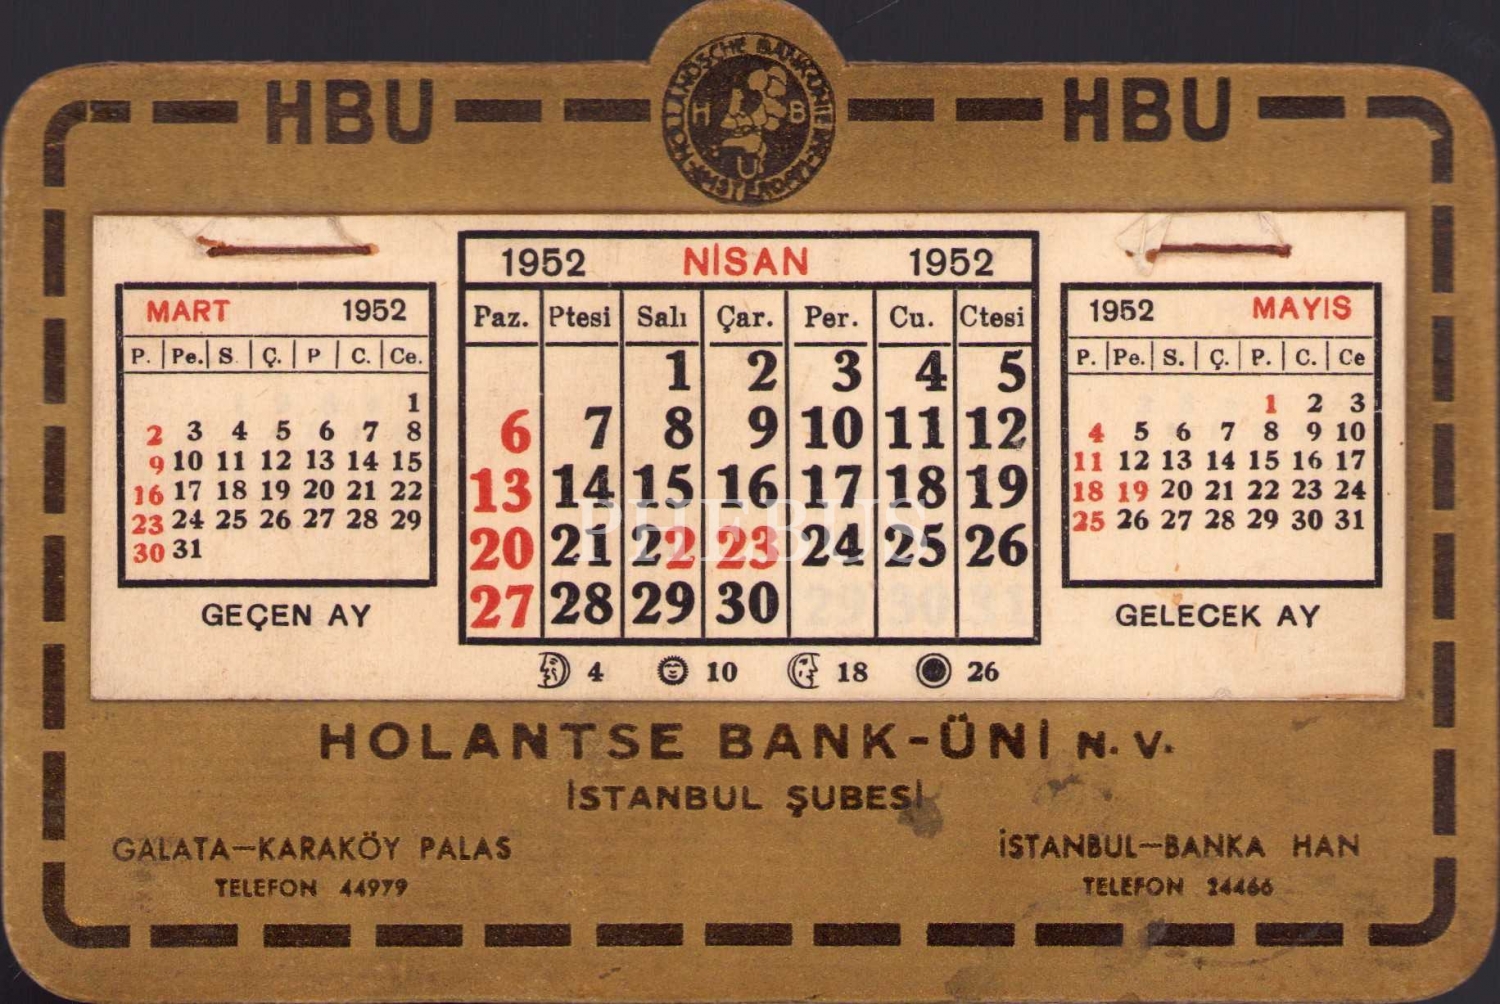 HBU HBU
HOLLANDSCHE BANK-UNIE N.V.
AMSTERDAM
H B U
1952 NİSAN 1952
Paz. Ptesi Salı Çar. Per. Cu. Ctesi
1 2 3 4 5
6 7 8 9 10 11 12
13 14 15 16 17 18 19
20 21 22 23 24 25 26
27 28 29 30
MART 1952
P. Pe. S. Ç. P C. Ce.
1
2 3 4 5 6 7 8
9 10 11 12 13 14 15
16 17 18 19 20 21 22
23 24 25 26 27 28 29
30 31
GEÇEN AY
1952 MAYIS
P. Pe. S. Ç. P. C. Ce
1 2 3
4 5 6 7 8 9 10
11 12 13 14 15 16 17
18 19 20 21 22 23 24
25 26 27 28 29 30 31
GELECEK AY
4 10 18 26
PHEBUS
HOLANTSE BANK-ÜNİ N. V.
İSTANBUL ŞUBESİ
GALATA—KARAKÖY PALAS
TELEFON 44979
İSTANBUL—BANKA HAN
TELEFON 24466